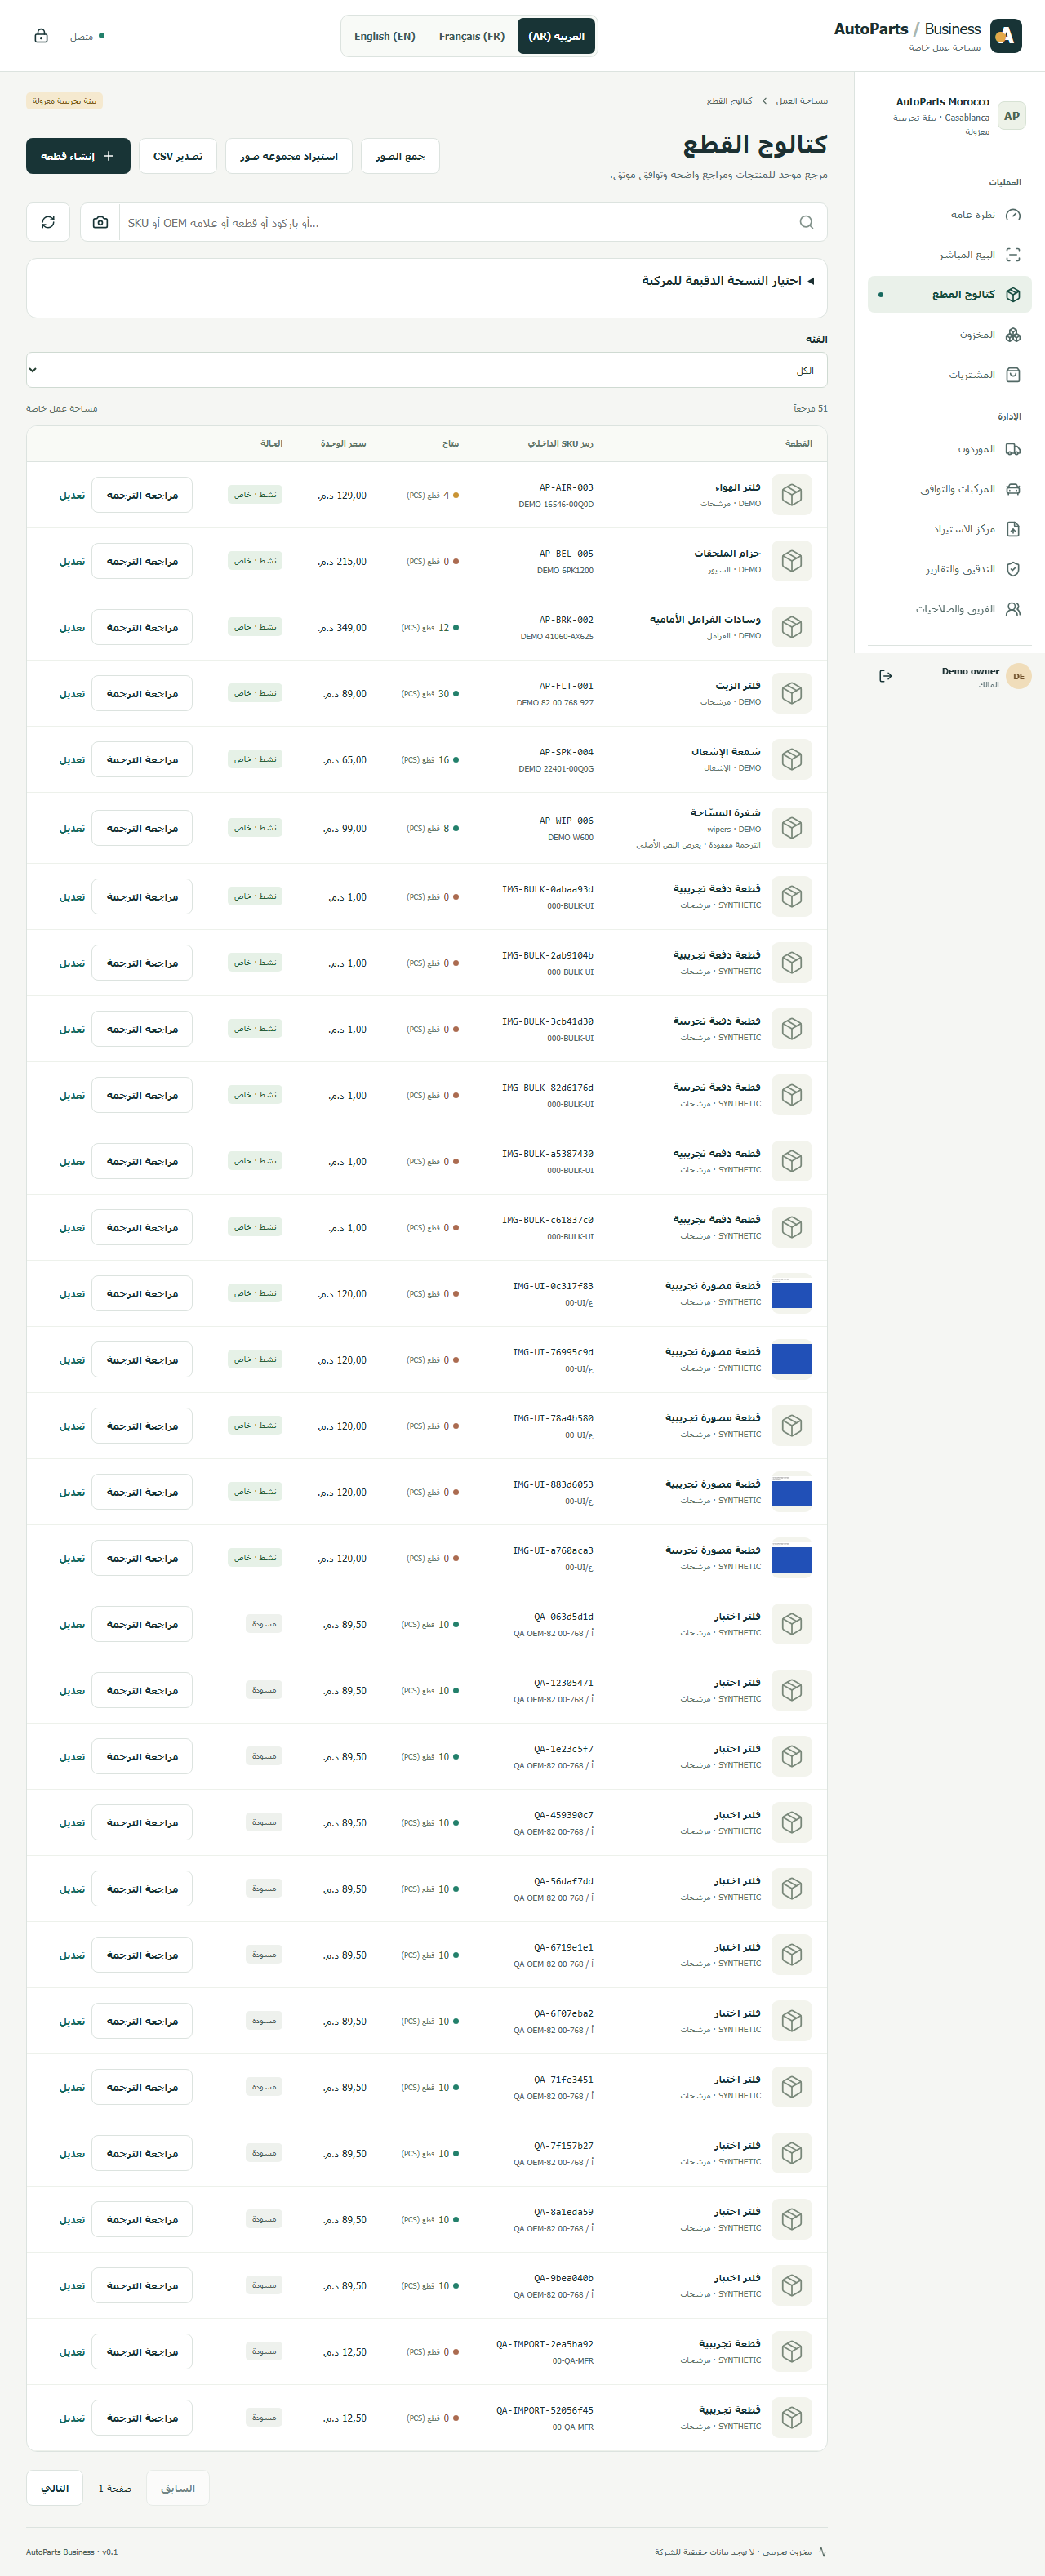 AutoParts / Business
مساحة عمل خاصة
العربية (AR)
Français (FR)
English (EN)
متصل
AP
AutoParts Morocco
Casablanca · بيئة تجريبية معزولة
العمليات
نظرة عامة
البيع المباشر
كتالوج القطع
المخزون
المشتريات
الإدارة
الموردون
المركبات والتوافق
مركز الاستيراد
التدقيق والتقارير
الفريق والصلاحيات
DE
Demo owner
المالك
مساحة العمل › كتالوج القطع
بيئة تجريبية معزولة
كتالوج القطع
مرجع موحد للمنتجات ومراجع واضحة وتوافق موثق.
جمع الصور
استيراد مجموعة صور
تصدير CSV
إنشاء قطعة
SKU أو OEM أو باركود أو قطعة أو علامة...
اختيار النسخة الدقيقة للمركبة
الفئة
الكل
51 مرجعاً
مساحة عمل خاصة
القطعة رمز SKU الداخلي متاح سعر الوحدة الحالة
فلتر الهواء AP-AIR-003 4 قطع (PCS) 129,00 د.م. نشط · خاص مراجعة الترجمة تعديل
DEMO · مرشحات DEMO 16546-00Q0D
حزام الملحقات AP-BEL-005 0 قطع (PCS) 215,00 د.م. نشط · خاص مراجعة الترجمة تعديل
DEMO · السيور DEMO 6PK1200
وسادات الفرامل الأمامية AP-BRK-002 12 قطع (PCS) 349,00 د.م. نشط · خاص مراجعة الترجمة تعديل
DEMO · الفرامل DEMO 41060-AX625
فلتر الزيت AP-FLT-001 30 قطع (PCS) 89,00 د.م. نشط · خاص مراجعة الترجمة تعديل
DEMO · مرشحات DEMO 82 00 768 927
شمعة الإشعال AP-SPK-004 16 قطع (PCS) 65,00 د.م. نشط · خاص مراجعة الترجمة تعديل
DEMO · الإشعال DEMO 22401-00Q0G
شفرة المسّاحة AP-WIP-006 8 قطع (PCS) 99,00 د.م. نشط · خاص مراجعة الترجمة تعديل
wipers · DEMO DEMO W600
الترجمة مفقودة · يعرض النص الأصلي
قطعة دفعة تجريبية IMG-BULK-0abaa93d 0 قطع (PCS) 1,00 د.م. نشط · خاص مراجعة الترجمة تعديل
SYNTHETIC · مرشحات 000-BULK-UI
قطعة دفعة تجريبية IMG-BULK-2ab9104b 0 قطع (PCS) 1,00 د.م. نشط · خاص مراجعة الترجمة تعديل
SYNTHETIC · مرشحات 000-BULK-UI
قطعة دفعة تجريبية IMG-BULK-3cb41d30 0 قطع (PCS) 1,00 د.م. نشط · خاص مراجعة الترجمة تعديل
SYNTHETIC · مرشحات 000-BULK-UI
قطعة دفعة تجريبية IMG-BULK-82d6176d 0 قطع (PCS) 1,00 د.م. نشط · خاص مراجعة الترجمة تعديل
SYNTHETIC · مرشحات 000-BULK-UI
قطعة دفعة تجريبية IMG-BULK-a5387430 0 قطع (PCS) 1,00 د.م. نشط · خاص مراجعة الترجمة تعديل
SYNTHETIC · مرشحات 000-BULK-UI
قطعة دفعة تجريبية IMG-BULK-c61837c0 0 قطع (PCS) 1,00 د.م. نشط · خاص مراجعة الترجمة تعديل
SYNTHETIC · مرشحات 000-BULK-UI
قطعة مصورة تجريبية IMG-UI-0c317f83 0 قطع (PCS) 120,00 د.م. نشط · خاص مراجعة الترجمة تعديل
SYNTHETIC · مرشحات 00-UI/ع
قطعة مصورة تجريبية IMG-UI-76995c9d 0 قطع (PCS) 120,00 د.م. نشط · خاص مراجعة الترجمة تعديل
SYNTHETIC · مرشحات 00-UI/ع
قطعة مصورة تجريبية IMG-UI-78a4b580 0 قطع (PCS) 120,00 د.م. نشط · خاص مراجعة الترجمة تعديل
SYNTHETIC · مرشحات 00-UI/ع
قطعة مصورة تجريبية IMG-UI-883d6053 0 قطع (PCS) 120,00 د.م. نشط · خاص مراجعة الترجمة تعديل
SYNTHETIC · مرشحات 00-UI/ع
قطعة مصورة تجريبية IMG-UI-a760aca3 0 قطع (PCS) 120,00 د.م. نشط · خاص مراجعة الترجمة تعديل
SYNTHETIC · مرشحات 00-UI/ع
فلتر اختبار QA-063d5d1d 10 قطع (PCS) 89,50 د.م. مسودة مراجعة الترجمة تعديل
SYNTHETIC · مرشحات QA OEM-82 00-768 / أ
فلتر اختبار QA-12305471 10 قطع (PCS) 89,50 د.م. مسودة مراجعة الترجمة تعديل
SYNTHETIC · مرشحات QA OEM-82 00-768 / أ
فلتر اختبار QA-1e23c5f7 10 قطع (PCS) 89,50 د.م. مسودة مراجعة الترجمة تعديل
SYNTHETIC · مرشحات QA OEM-82 00-768 / أ
فلتر اختبار QA-459390c7 10 قطع (PCS) 89,50 د.م. مسودة مراجعة الترجمة تعديل
SYNTHETIC · مرشحات QA OEM-82 00-768 / أ
فلتر اختبار QA-56daf7dd 10 قطع (PCS) 89,50 د.م. مسودة مراجعة الترجمة تعديل
SYNTHETIC · مرشحات QA OEM-82 00-768 / أ
فلتر اختبار QA-6719e1e1 10 قطع (PCS) 89,50 د.م. مسودة مراجعة الترجمة تعديل
SYNTHETIC · مرشحات QA OEM-82 00-768 / أ
فلتر اختبار QA-6f07eba2 10 قطع (PCS) 89,50 د.م. مسودة مراجعة الترجمة تعديل
SYNTHETIC · مرشحات QA OEM-82 00-768 / أ
فلتر اختبار QA-71fe3451 10 قطع (PCS) 89,50 د.م. مسودة مراجعة الترجمة تعديل
SYNTHETIC · مرشحات QA OEM-82 00-768 / أ
فلتر اختبار QA-7f157b27 10 قطع (PCS) 89,50 د.م. مسودة مراجعة الترجمة تعديل
SYNTHETIC · مرشحات QA OEM-82 00-768 / أ
فلتر اختبار QA-8a1eda59 10 قطع (PCS) 89,50 د.م. مسودة مراجعة الترجمة تعديل
SYNTHETIC · مرشحات QA OEM-82 00-768 / أ
فلتر اختبار QA-9bea040b 10 قطع (PCS) 89,50 د.م. مسودة مراجعة الترجمة تعديل
SYNTHETIC · مرشحات QA OEM-82 00-768 / أ
قطعة تجريبية QA-IMPORT-2ea5ba92 0 قطع (PCS) 12,50 د.م. مسودة مراجعة الترجمة تعديل
SYNTHETIC · مرشحات 00-QA-MFR
قطعة تجريبية QA-IMPORT-52056f45 0 قطع (PCS) 12,50 د.م. مسودة مراجعة الترجمة تعديل
SYNTHETIC · مرشحات 00-QA-MFR
السابق صفحة 1 التالي
مخزون تجريبي · لا توجد بيانات حقيقية للشركة
AutoParts Business · v0.1